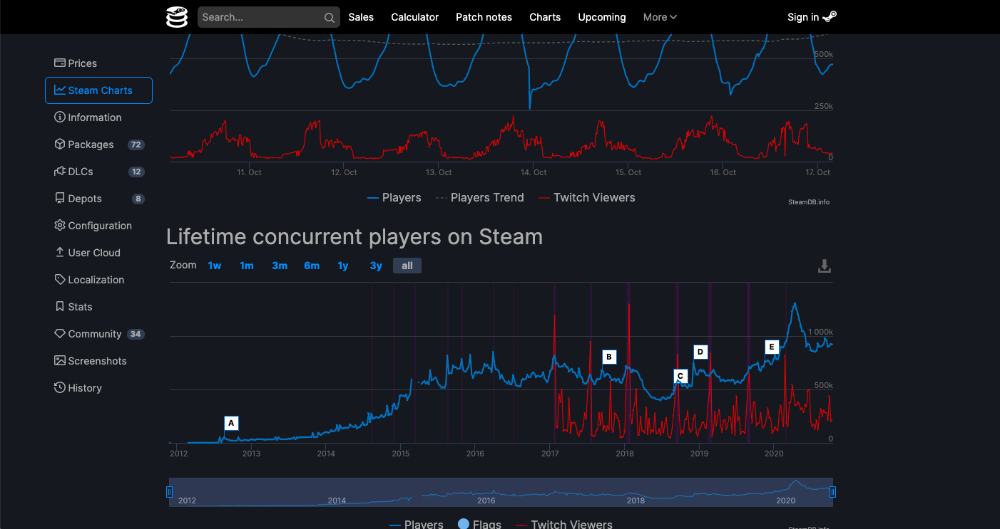 Search... Sales Calculator Patch notes Charts Upcoming More Sign in
Prices
Steam Charts
Information
Packages 72
DLCs 12
Depots 8
Configuration
User Cloud
Localization
Stats
Community 34
Screenshots
History
500k
250k
0
11. Oct 12. Oct 13. Oct 14. Oct 15. Oct 16. Oct 17. Oct
Players Players Trend Twitch Viewers
SteamDB.info
Lifetime concurrent players on Steam
Zoom 1w 1m 3m 6m 1y 3y all
1 000k
500k
0
A
B
C
D
E
2012 2013 2014 2015 2016 2017 2018 2019 2020
2012 2014 2016 2018 2020
Players Flags Twitch Viewers
SteamDB.info